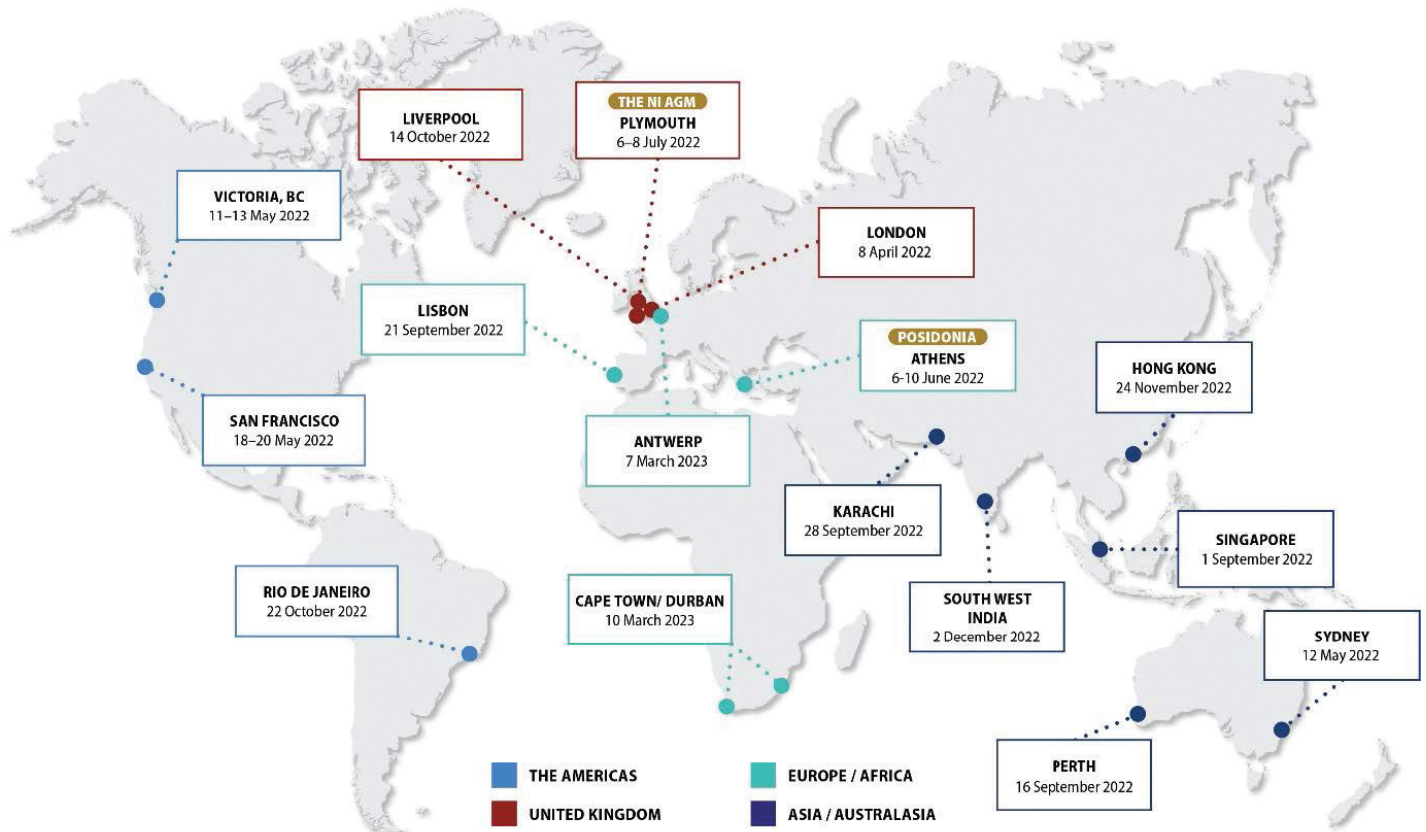 LIVERPOOL
14 October 2022
THE NI AGM
PLYMOUTH
6–8 July 2022
VICTORIA, BC
11–13 May 2022
LONDON
8 April 2022
LISBON
21 September 2022
POSIDONIA
ATHENS
6-10 June 2022
HONG KONG
24 November 2022
SAN FRANCISCO
18–20 May 2022
ANTWERP
7 March 2023
KARACHI
28 September 2022
SINGAPORE
1 September 2022
RIO DE JANEIRO
22 October 2022
CAPE TOWN/ DURBAN
10 March 2023
SOUTH WEST
INDIA
2 December 2022
SYDNEY
12 May 2022
PERTH
16 September 2022
THE AMERICAS
EUROPE / AFRICA
UNITED KINGDOM
ASIA / AUSTRALASIA